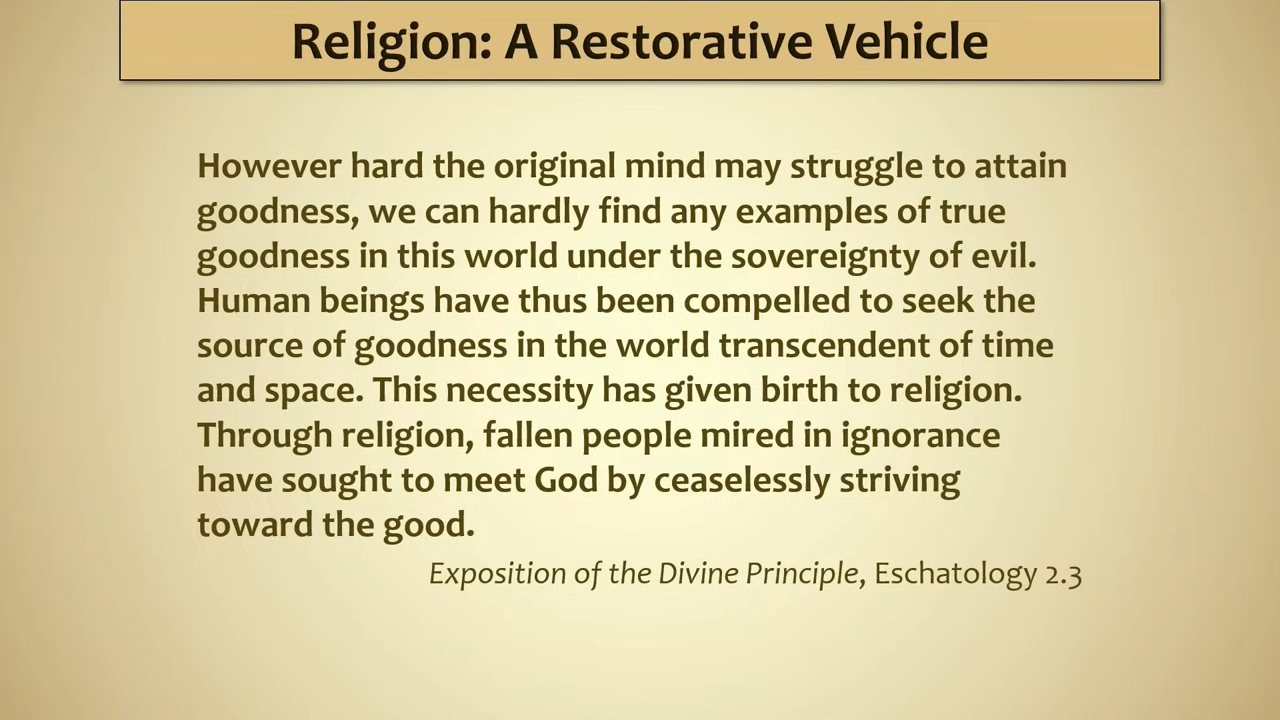 Religion: A Restorative Vehicle
However hard the original mind may struggle to attain
goodness, we can hardly find any examples of true
goodness in this world under the sovereignty of evil.
Human beings have thus been compelled to seek the
source of goodness in the world transcendent of time
and space. This necessity has given birth to religion.
Through religion, fallen people mired in ignorance
have sought to meet God by ceaselessly striving
toward the good.
Exposition of the Divine Principle, Eschatology 2.3